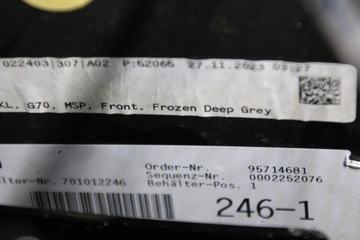 022403|307|A02 P:62066 27.11.2023 03:27
KL. G70. MSP. Front. Frozen Deep Grey
Order-Nr. 95714681
Sequenz-Nr. 0002252076
älter-Nr. 701012246 Behälter-Pos. 1
246-1